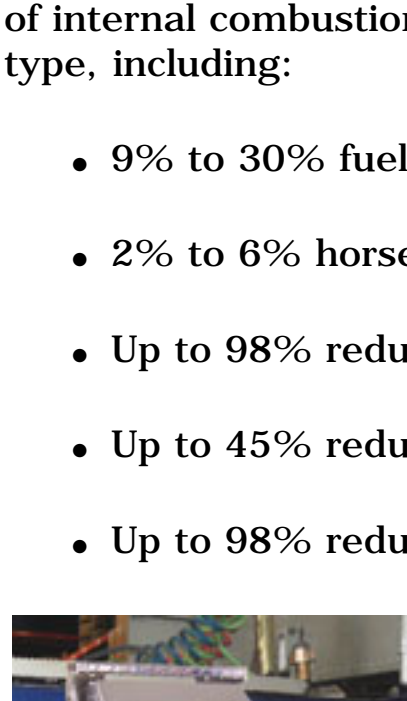 of internal combustion
type, including:
• 9% to 30% fuel
• 2% to 6% horse
• Up to 98% redu
• Up to 45% redu
• Up to 98% redu